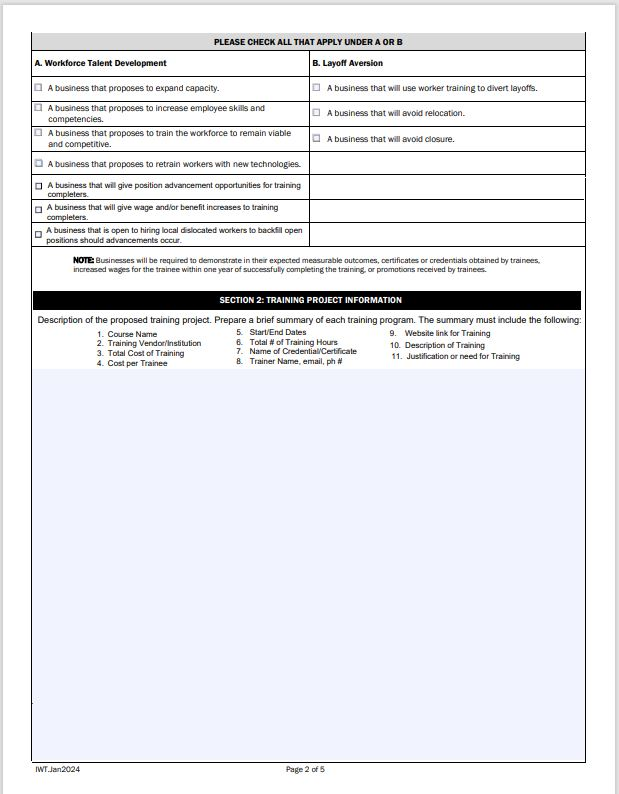 PLEASE CHECK ALL THAT APPLY UNDER A OR B
A. Workforce Talent Development
B. Layoff Aversion
A business that proposes to expand capacity.
A business that will use worker training to divert layoffs.
A business that proposes to increase employee skills and
competencies.
A business that will avoid relocation.
A business that proposes to train the workforce to remain viable
and competitive.
A business that will avoid closure.
A business that proposes to retrain workers with new technologies.
A business that will give position advancement opportunities for training
completers.
A business that will give wage and/or benefit increases to training
completers.
A business that is open to hiring local dislocated workers to backfill open
positions should advancements occur.
NOTE: Businesses will be required to demonstrate in their expected measurable outcomes, certificates or credentials obtained by trainees,
increased wages for the trainee within one year of successfully completing the training, or promotions received by trainees.
SECTION 2: TRAINING PROJECT INFORMATION
Description of the proposed training project. Prepare a brief summary of each training program. The summary must include the following:
1. Course Name
2. Training Vendor/Institution
3. Total Cost of Training
4. Cost per Trainee
5. Start/End Dates
6. Total # of Training Hours
7. Name of Credential/Certificate
8. Trainer Name, email, ph #
9. Website link for Training
10. Description of Training
11. Justification or need for Training
IWT.Jan2024
Page 2 of 5